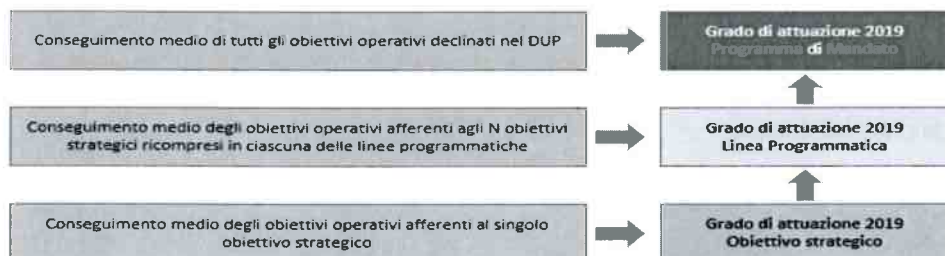 Conseguimento medio di tutti gli obiettivi operativi declinati nel DUP
Grado di attuazione 2019
Programma di Mandato
Conseguimento medio degli obiettivi operativi afferenti agli N obiettivi
strategici ricompresi in ciascuna delle linee programmatiche
Grado di attuazione 2019
Linea Programmatica
Conseguimento medio degli obiettivi operativi afferenti al singolo
obiettivo strategico
Grado di attuazione 2019
Obiettivo strategico